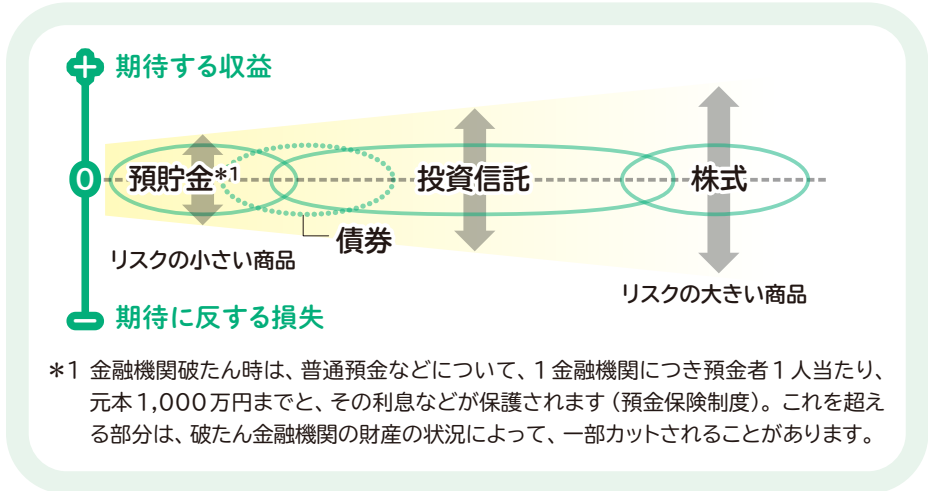 + 期待する収益
0
預貯金*1
投資信託
株式
債券
リスクの小さい商品
リスクの大きい商品
− 期待に反する損失
*1 金融機関破たん時は、普通預金などについて、1金融機関につき預金者1人当たり、
元本1,000万円までと、その利息などが保護されます（預金保険制度）。これを超え
る部分は、破たん金融機関の財産の状況によって、一部カットされることがあります。